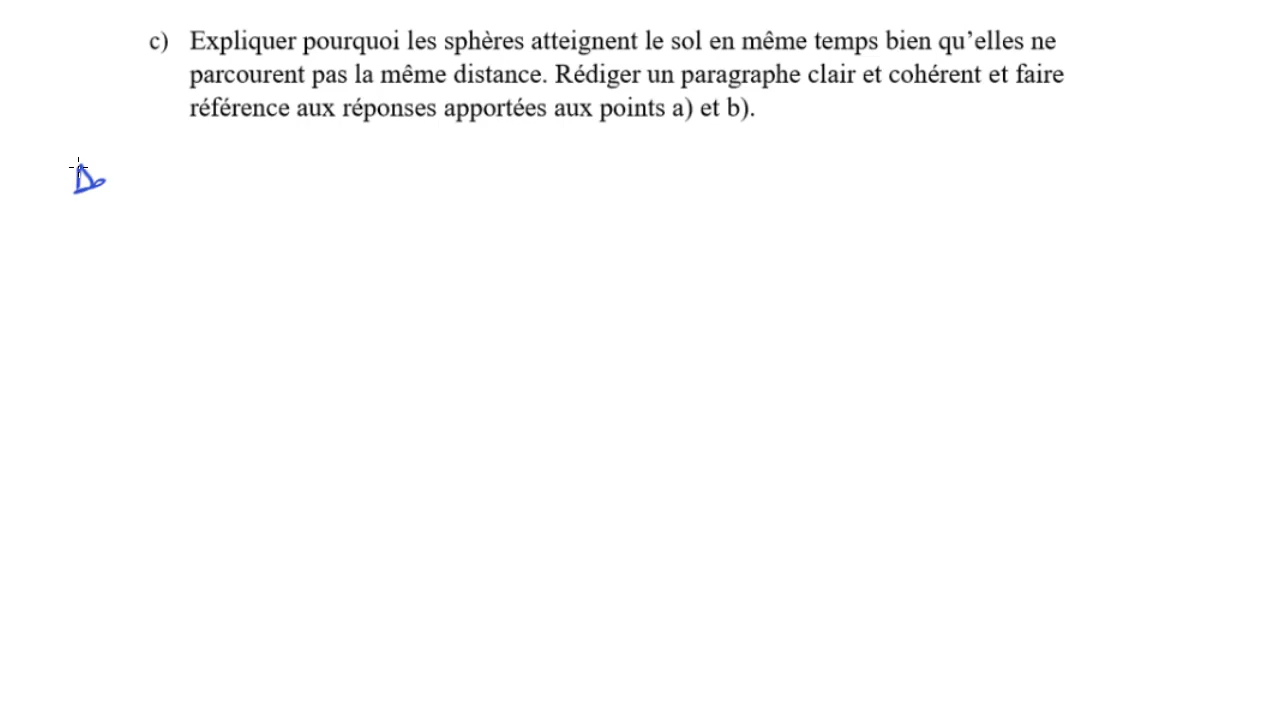 c) Expliquer pourquoi les sphères atteignent le sol en même temps bien qu’elles ne
parcourent pas la même distance. Rédiger un paragraphe clair et cohérent et faire
référence aux réponses apportées aux points a) et b).